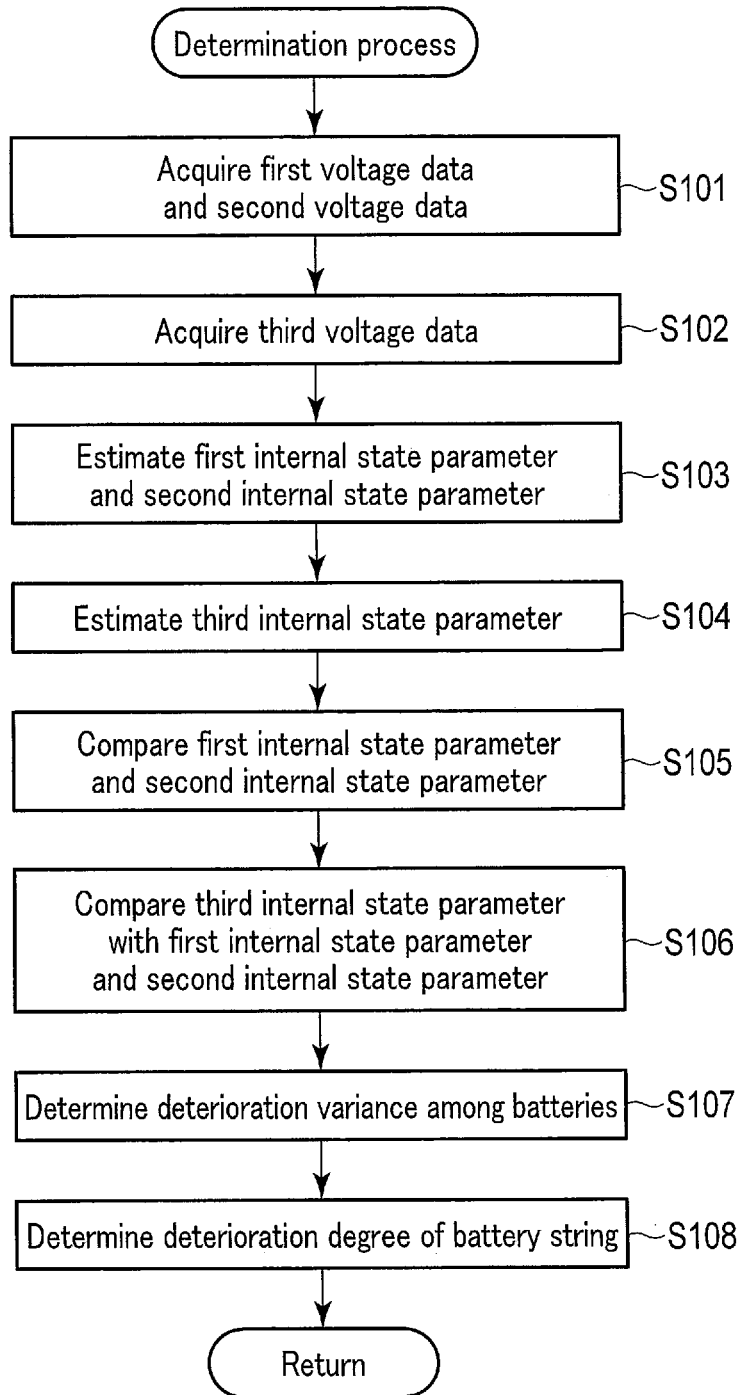 Determination process
Acquire first voltage data
and second voltage data
S101
Acquire third voltage data
S102
Estimate first internal state parameter
and second internal state parameter
S103
Estimate third internal state parameter
S104
Compare first internal state parameter
and second internal state parameter
S105
Compare third internal state parameter
with first internal state parameter
and second internal state parameter
S106
Determine deterioration variance among batteries
S107
Determine deterioration degree of battery string
S108
Return